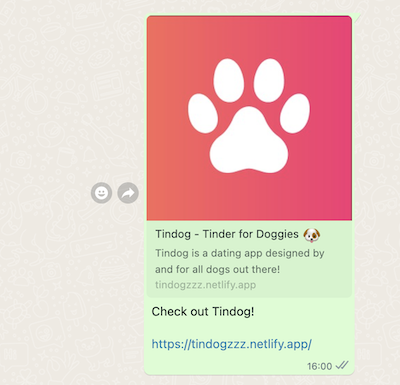 Tindog - Tinder for Doggies 🐶
Tindog is a dating app designed by
and for all dogs out there!
tindogzzz.netlify.app
Check out Tindog!
https://tindogzzz.netlify.app/
16:00